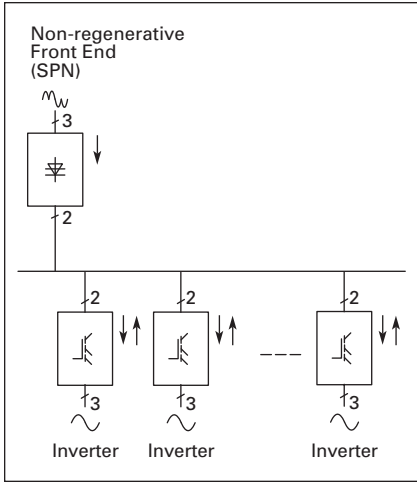 Non-regenerative
Front End
(SPN)
3
2
2 2 2
3 3 3
Inverter Inverter Inverter